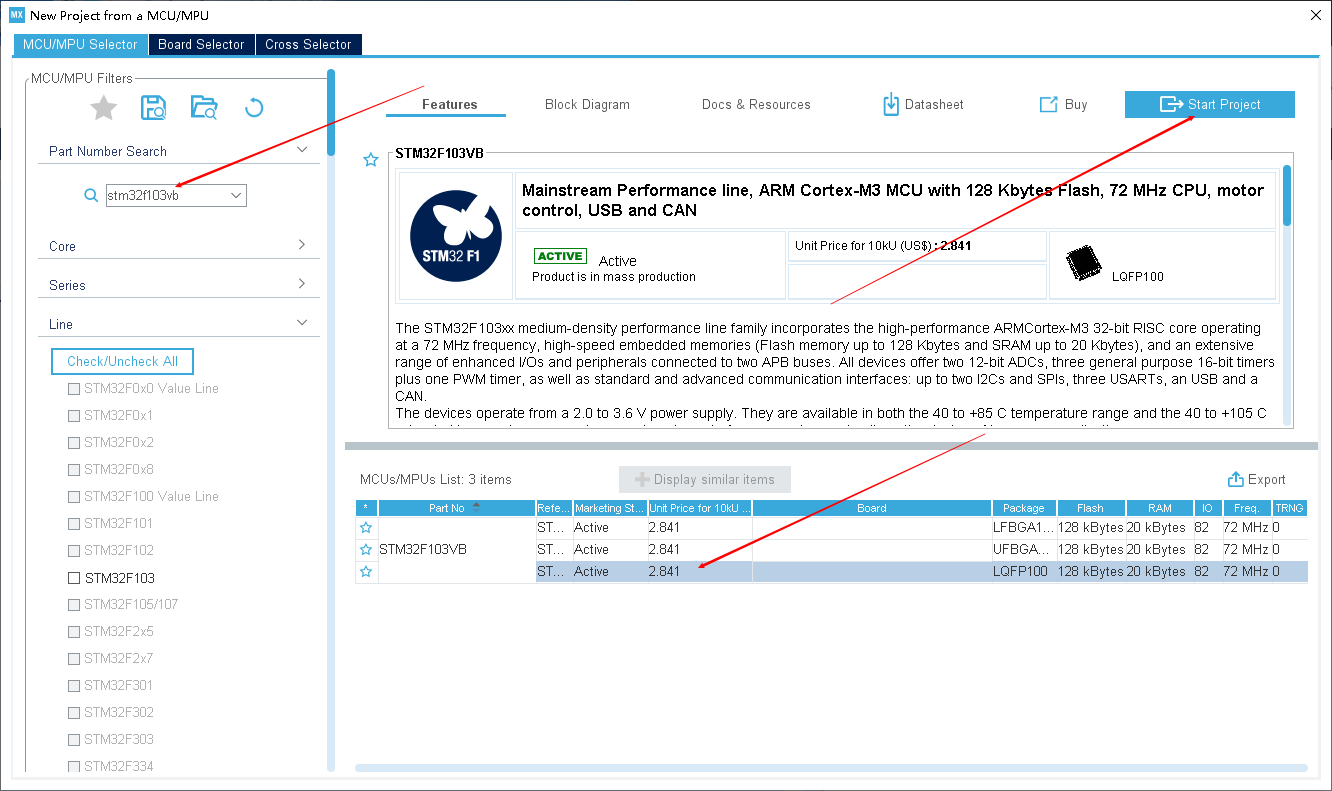 MX New Project from a MCU/MPU
MCU/MPU Selector Board Selector Cross Selector
MCU/MPU Filters
Part Number Search
stm32f103vb
Core
Series
Line
Check/Uncheck All
STM32F0x0 Value Line
STM32F0x1
STM32F0x2
STM32F0x8
STM32F100 Value Line
STM32F101
STM32F102
STM32F103
STM32F105/107
STM32F2x5
STM32F2x7
STM32F301
STM32F302
STM32F303
STM32F334
Features Block Diagram Docs & Resources Datasheet Buy Start Project
STM32F103VB
STM32 F1
Mainstream Performance line, ARM Cortex-M3 MCU with 128 Kbytes Flash, 72 MHz CPU, motor
control, USB and CAN
ACTIVE Active
Product is in mass production
Unit Price for 10kU (US$) : 2.841
LQFP100
The STM32F103xx medium-density performance line family incorporates the high-performance ARMCortex-M3 32-bit RISC core operating
at a 72 MHz frequency, high-speed embedded memories (Flash memory up to 128 Kbytes and SRAM up to 20 Kbytes), and an extensive
range of enhanced I/Os and peripherals connected to two APB buses. All devices offer two 12-bit ADCs, three general purpose 16-bit timers
plus one PWM timer, as well as standard and advanced communication interfaces: up to two I2Cs and SPIs, three USARTs, an USB and a
CAN.
The devices operate from a 2.0 to 3.6 V power supply. They are available in both the 40 to +85 C temperature range and the 40 to +105 C
MCUs/MPUs List: 3 items Display similar items Export
* Part No Refe... Marketing St... Unit Price for 10kU ... Board Package Flash RAM IO Freq. TRNG
ST... Active 2.841 LFBGA1... 128 kBytes 20 kBytes 82 72 MHz 0
STM32F103VB ST... Active 2.841 UFBGA... 128 kBytes 20 kBytes 82 72 MHz 0
ST... Active 2.841 LQFP100 128 kBytes 20 kBytes 82 72 MHz 0